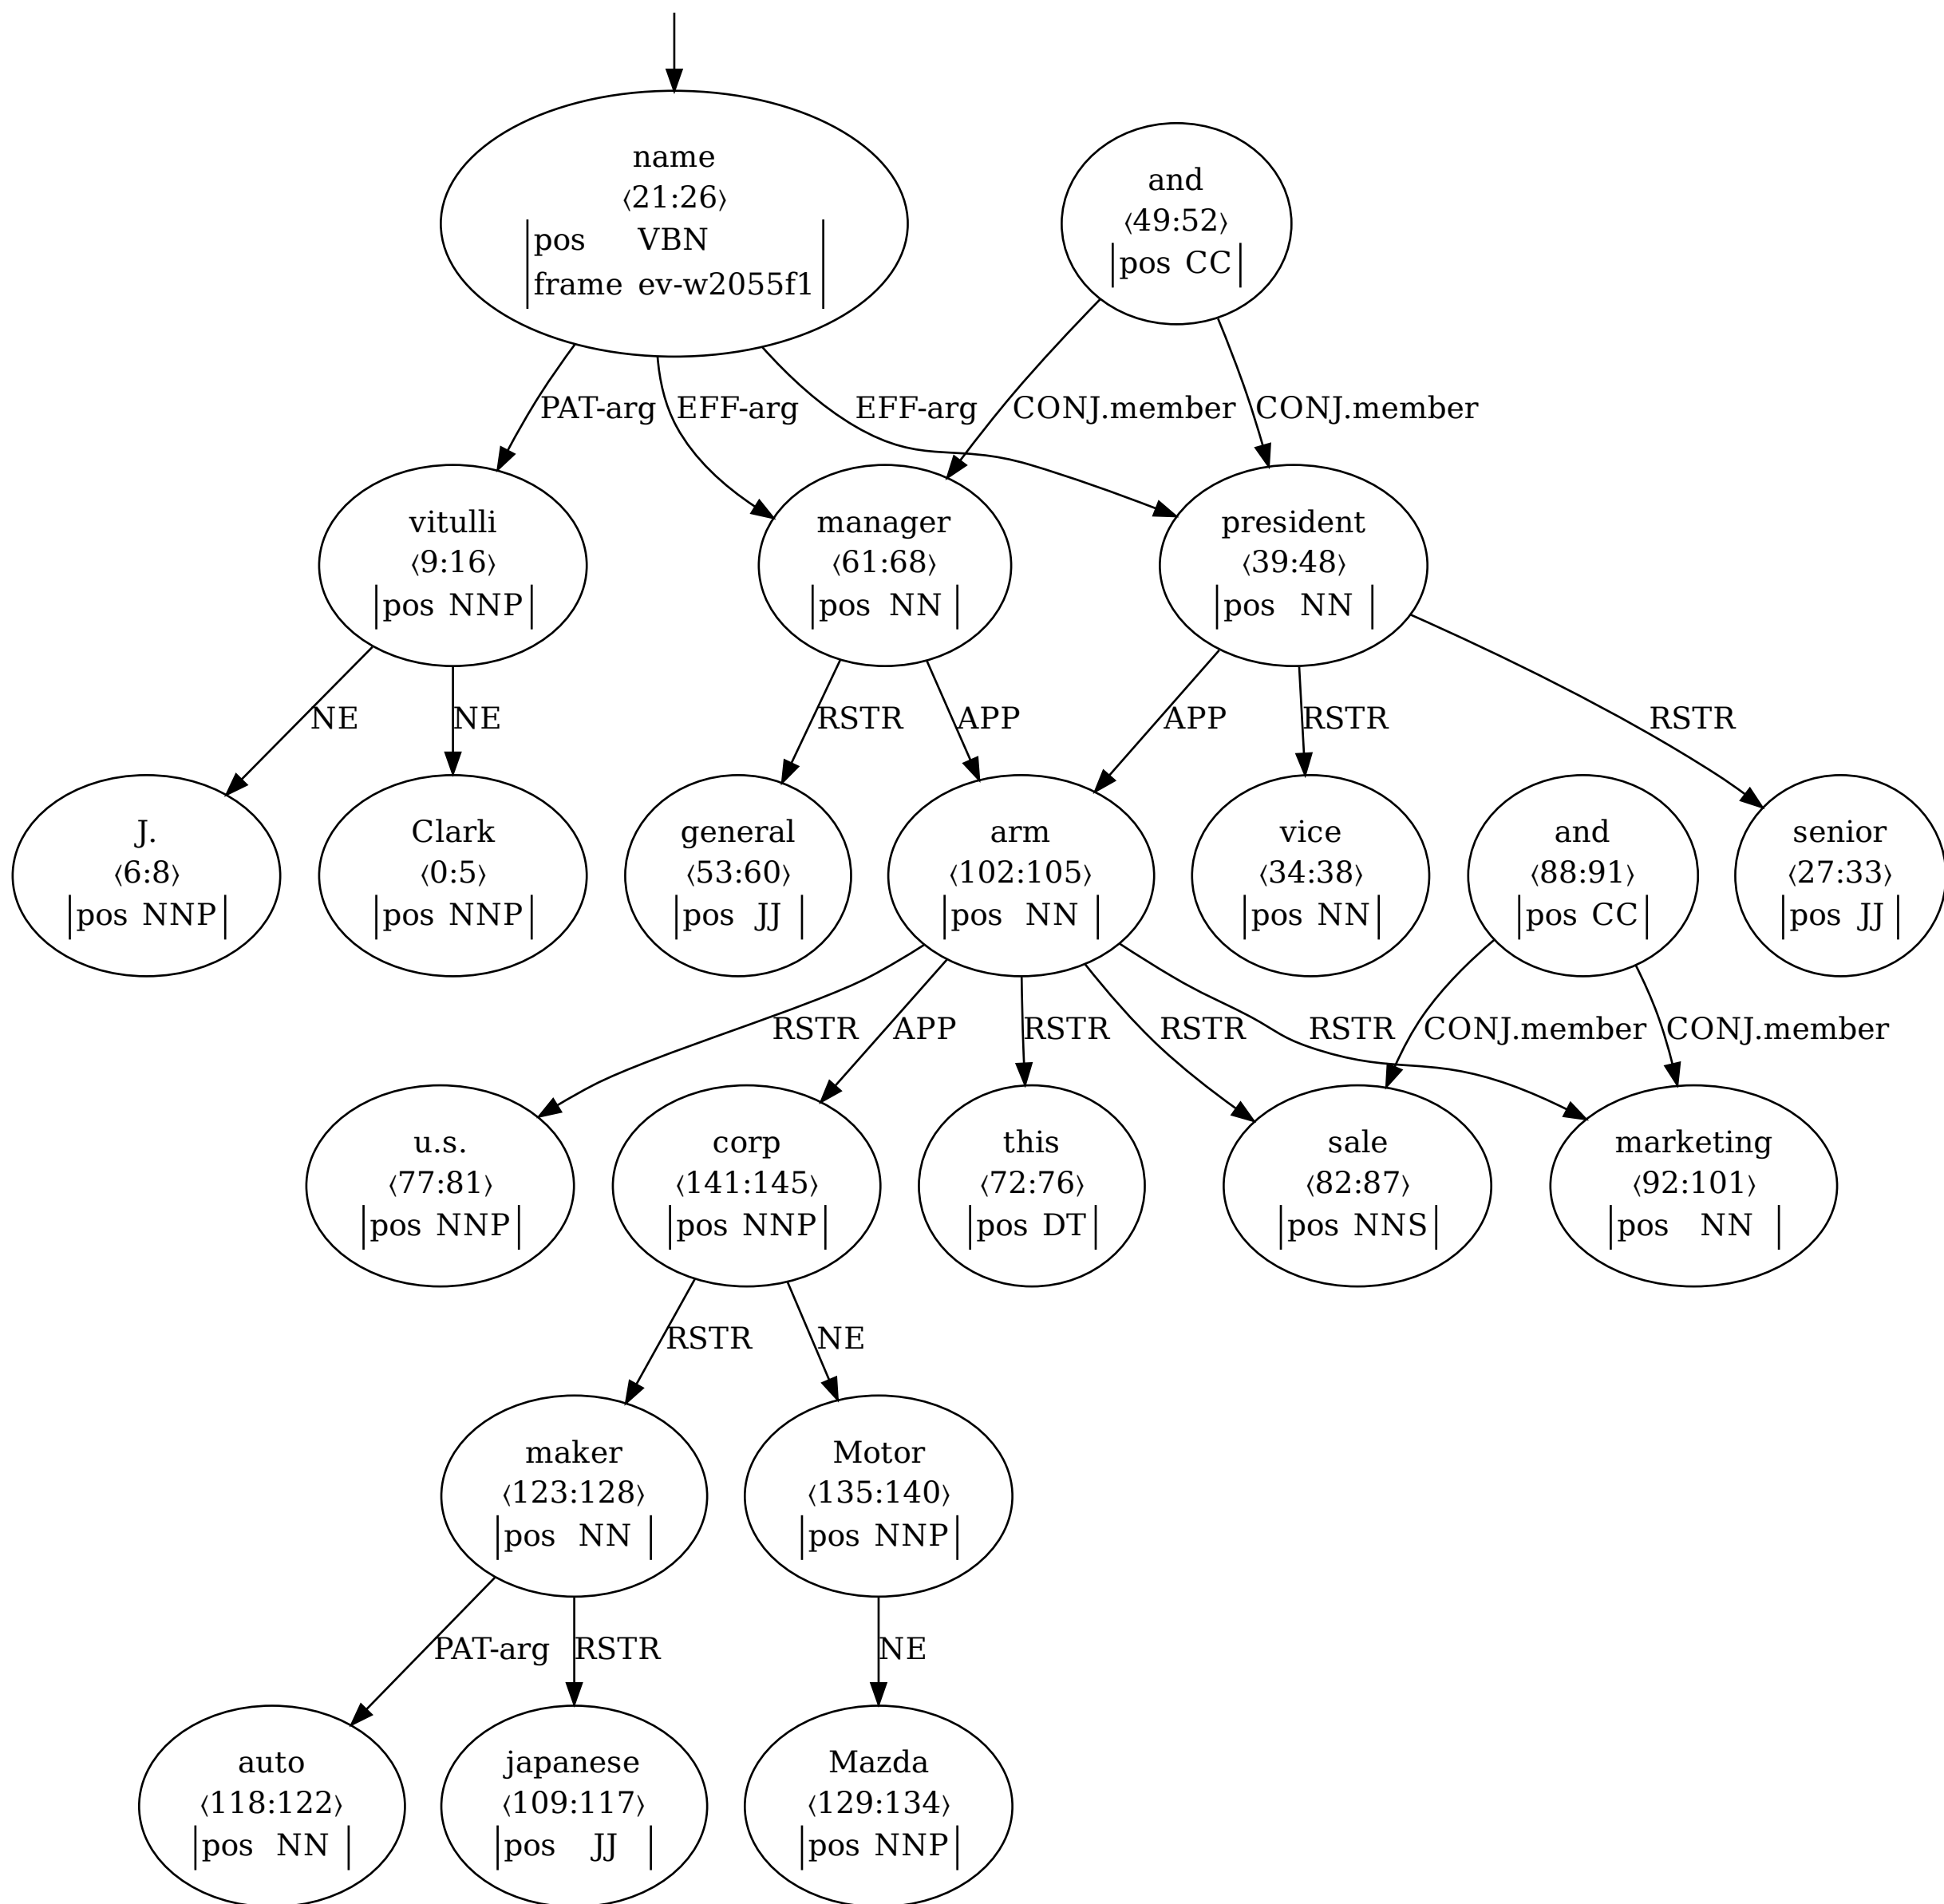 name
⟨21:26⟩
pos VBN
frame ev-w2055f1
and
⟨49:52⟩
pos CC
PAT-arg
EFF-arg
EFF-arg
CONJ.member
CONJ.member
vitulli
⟨9:16⟩
pos NNP
manager
⟨61:68⟩
pos NN
president
⟨39:48⟩
pos NN
NE
NE
RSTR
APP
APP
RSTR
RSTR
J.
⟨6:8⟩
pos NNP
Clark
⟨0:5⟩
pos NNP
general
⟨53:60⟩
pos JJ
arm
⟨102:105⟩
pos NN
vice
⟨34:38⟩
pos NN
and
⟨88:91⟩
pos CC
senior
⟨27:33⟩
pos JJ
RSTR
APP
RSTR
RSTR
RSTR
CONJ.member
CONJ.member
u.s.
⟨77:81⟩
pos NNP
corp
⟨141:145⟩
pos NNP
this
⟨72:76⟩
pos DT
sale
⟨82:87⟩
pos NNS
marketing
⟨92:101⟩
pos NN
RSTR
NE
maker
⟨123:128⟩
pos NN
Motor
⟨135:140⟩
pos NNP
PAT-arg
RSTR
NE
auto
⟨118:122⟩
pos NN
japanese
⟨109:117⟩
pos JJ
Mazda
⟨129:134⟩
pos NNP